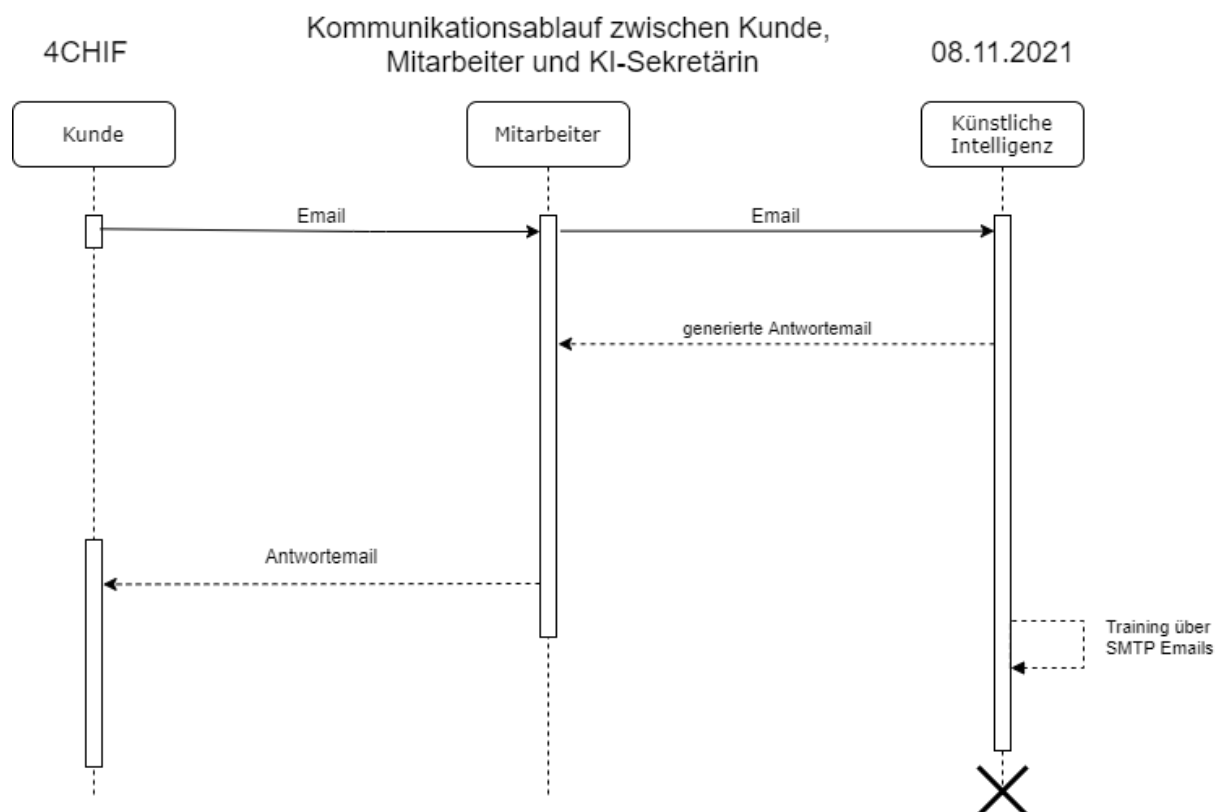 4CHIF
Kommunikationsablauf zwischen Kunde,
Mitarbeiter und KI-Sekretärin
08.11.2021
Kunde
Mitarbeiter
Künstliche
Intelligenz
Email
Email
generierte Antwortemail
Antwortemail
Training über
SMTP Emails